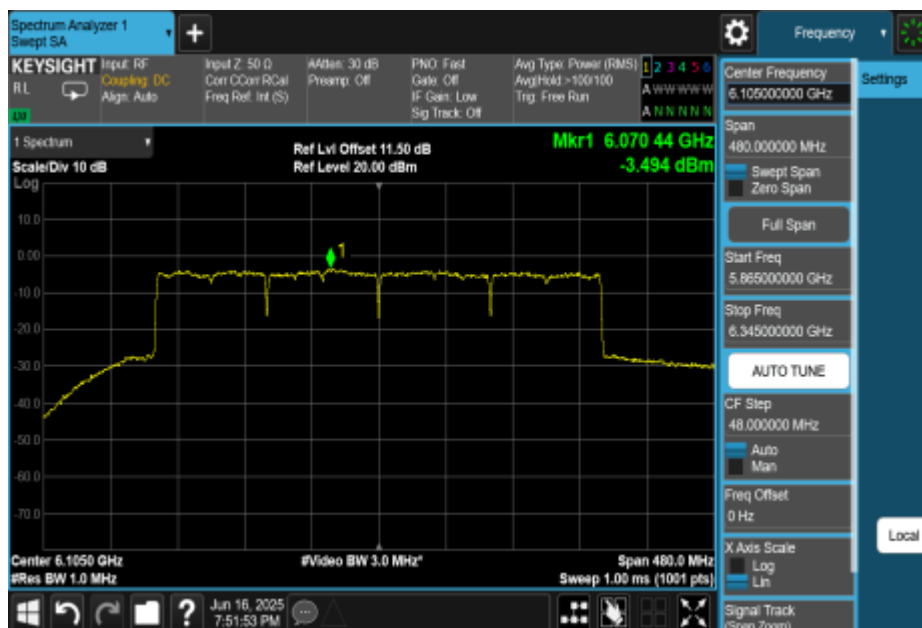 Spectrum Analyzer 1
Swept SA
+
Frequency
KEYSIGHT
RL
Input: RF
Coupling: DC
Align: Auto
Input Z: 50 Ω
Corr CCorr RCal
Freq Ref: Int (S)
#Atten: 30 dB
Preamp: Off
PNO: Fast
Gate: Off
IF Gain: Low
Sig Track: Off
Avg Type: Power (RMS)
Avg|Hold: >100/100
Trig: Free Run
1 2 3 4 5 6
A W W W W W
A N N N N N
1 Spectrum
Scale/Div 10 dB
Ref Lvl Offset 11.50 dB
Ref Level 20.00 dBm
Mkr1 6.070 44 GHz
-3.494 dBm
Log
10.0
0.00
-10.0
-20.0
-30.0
-40.0
-50.0
-60.0
-70.0
1
Center 6.1050 GHz
#Res BW 1.0 MHz
#Video BW 3.0 MHz*
Span 480.0 MHz
Sweep 1.00 ms (1001 pts)
?
Jun 16, 2025
7:51:53 PM
Center Frequency
6.105000000 GHz
Settings
Span
480.000000 MHz
Swept Span
Zero Span
Full Span
Start Freq
5.865000000 GHz
Stop Freq
6.345000000 GHz
AUTO TUNE
CF Step
48.000000 MHz
Auto
Man
Freq Offset
0 Hz
Local
X Axis Scale
Log
Lin
Signal Track
(Span Zoom)